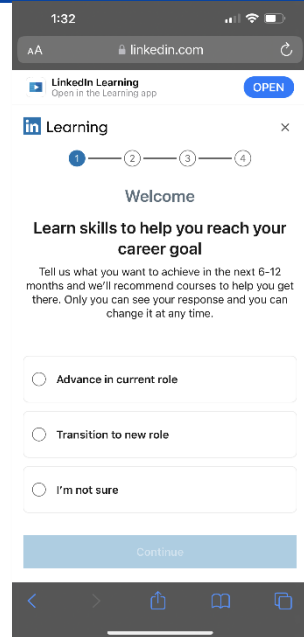 1:32
AA linkedin.com
LinkedIn Learning
Open in the Learning app
OPEN
in Learning
1 2 3 4
Welcome
Learn skills to help you reach your
career goal
Tell us what you want to achieve in the next 6-12
months and we'll recommend courses to help you get
there. Only you can see your response and you can
change it at any time.
Advance in current role
Transition to new role
I'm not sure
Continue